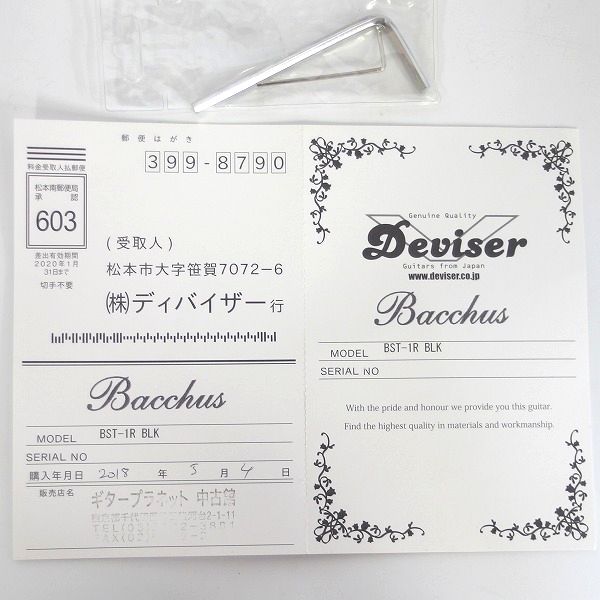 郵便はがき
399-8790
料金受取人払郵便
松本南郵便局
承認
603
差出有効期間
2020年1月
31日まで
切手不要
(受取人)
松本市大字笹賀7072-6
(株)ディバイザー行
Bacchus
MODEL BST-1R BLK
SERIAL NO
購入年月日 2018 年 3 月 4 日
販売店名
ギタープラネット 中古館
2-1-11
TEL(03)
FAX(
Genuine Quality
Deviser
Guitars from Japan
www.deviser.co.jp
Bacchus
MODEL BST-1R BLK
SERIAL NO
With the pride and honour we provide you this guitar.
Find the highest quality in materials and workmanship.